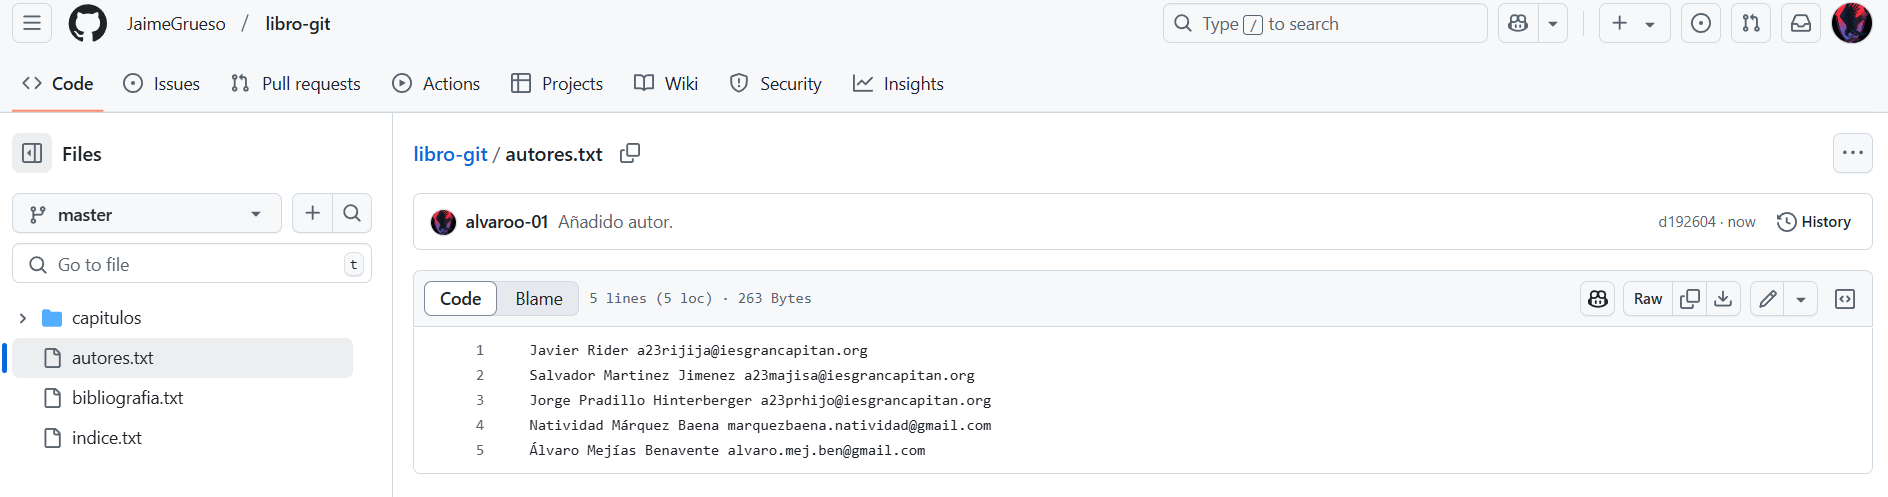 JaimeGrueso / libro-git
Type / to search
Code
Issues
Pull requests
Actions
Projects
Wiki
Security
Insights
Files
master
Go to file
t
capitulos
autores.txt
bibliografia.txt
indice.txt
libro-git / autores.txt
alvaroo-01 Añadido autor.
d192604 · now
History
Code
Blame
5 lines (5 loc) · 263 Bytes
Raw
1 Javier Rider a23rijija@iesgrancapitan.org
2 Salvador Martinez Jimenez a23majisa@iesgrancapitan.org
3 Jorge Pradillo Hinterberger a23prhijo@iesgrancapitan.org
4 Natividad Márquez Baena marquezbaena.natividad@gmail.com
5 Álvaro Mejías Benavente alvaro.mej.ben@gmail.com